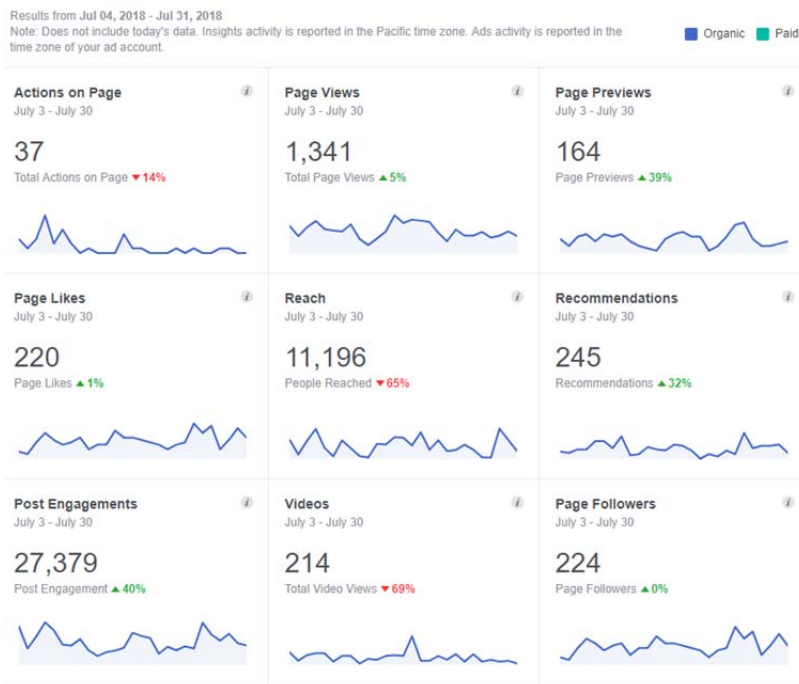 Results from Jul 04, 2018 - Jul 31, 2018
Note: Does not include today's data. Insights activity is reported in the Pacific time zone. Ads activity is reported in the
time zone of your ad account.
Organic Paid
Actions on Page
July 3 - July 30
37
Total Actions on Page ▼14%
Page Views
July 3 - July 30
1,341
Total Page Views ▲5%
Page Previews
July 3 - July 30
164
Page Previews ▲39%
Page Likes
July 3 - July 30
220
Page Likes ▲1%
Reach
July 3 - July 30
11,196
People Reached ▼65%
Recommendations
July 3 - July 30
245
Recommendations ▲32%
Post Engagements
July 3 - July 30
27,379
Post Engagement ▲40%
Videos
July 3 - July 30
214
Total Video Views ▼69%
Page Followers
July 3 - July 30
224
Page Followers ▲0%